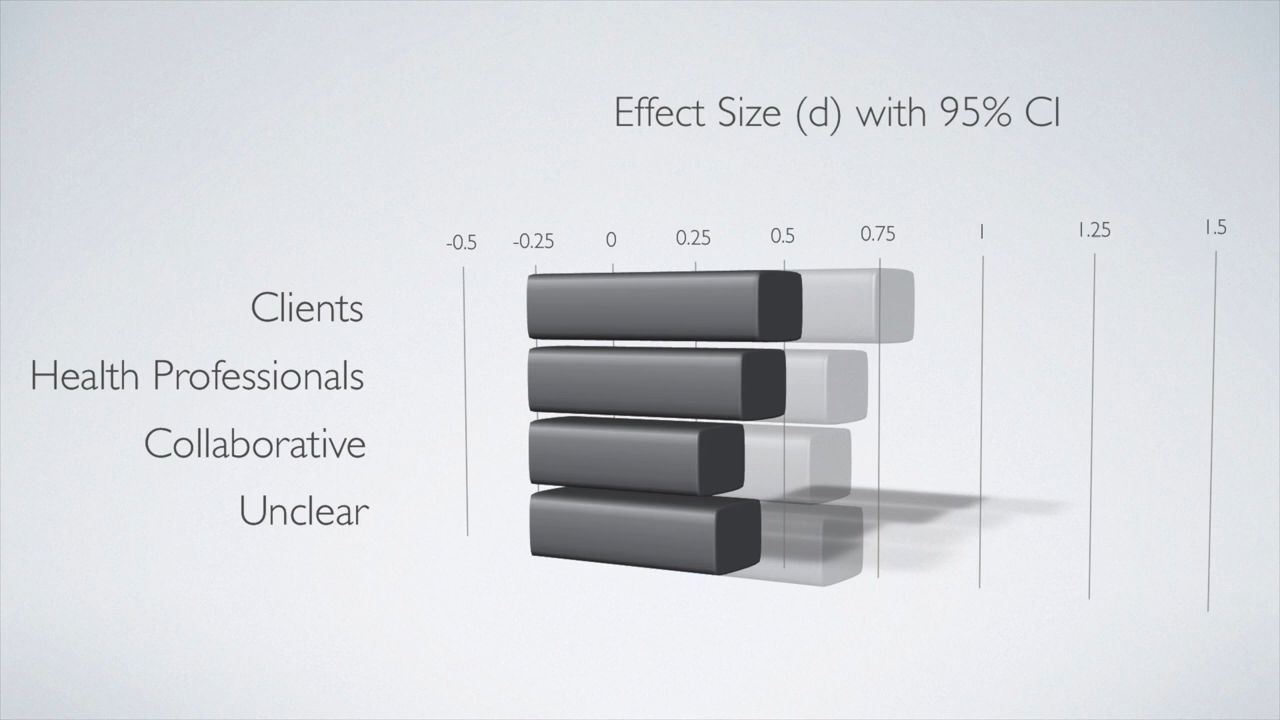 Effect Size (d) with 95% CI
-0.5 -0.25 0 0.25 0.5 0.75 1 1.25 1.5
Clients
Health Professionals
Collaborative
Unclear